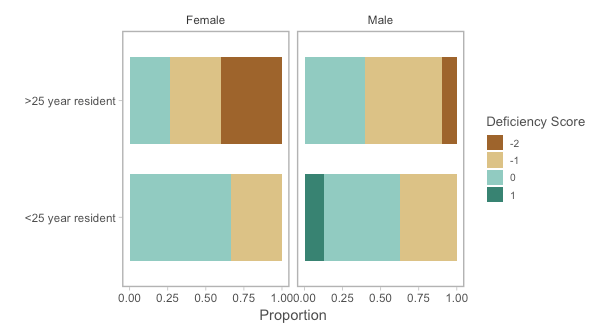 Female Male
>25 year resident
<25 year resident
0.00 0.25 0.50 0.75 1.00 0.00 0.25 0.50 0.75 1.00
Proportion
Deficiency Score
-2
-1
0
1